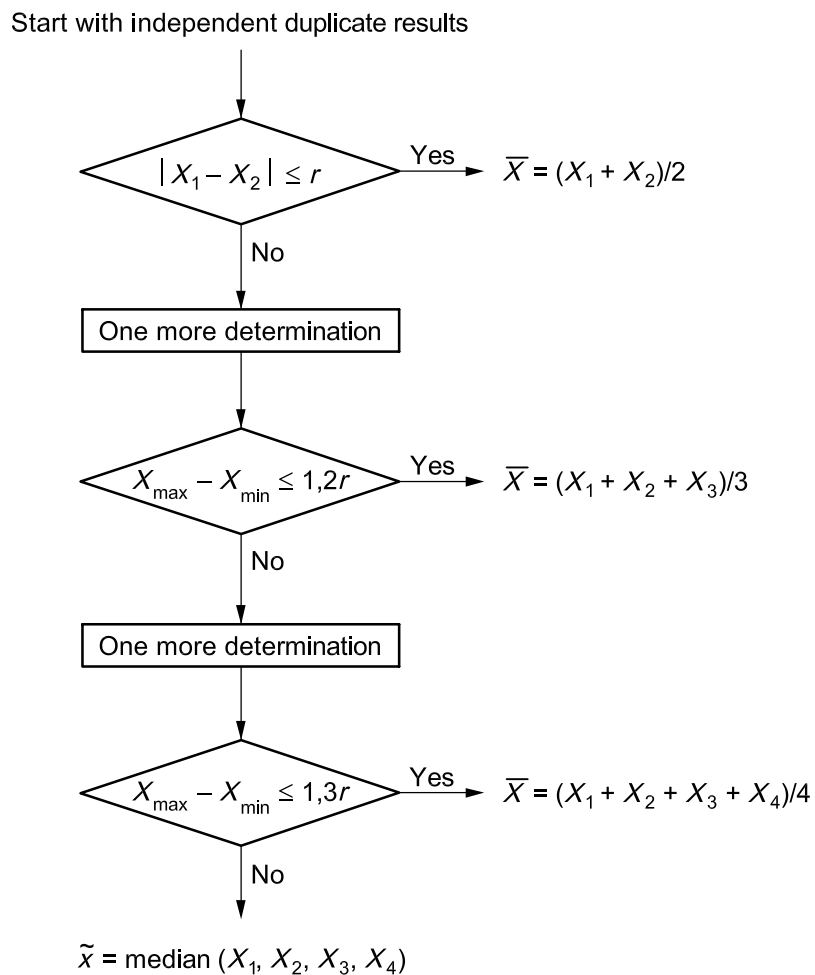 Start with independent duplicate results
|X₁ – X₂| ≤ r
Yes
X̅ = (X₁ + X₂)/2
No
One more determination
Xmax – Xmin ≤ 1,2r
Yes
X̅ = (X₁ + X₂ + X₃)/3
No
One more determination
Xmax – Xmin ≤ 1,3r
Yes
X̅ = (X₁ + X₂ + X₃ + X₄)/4
No
x̃ = median (X₁, X₂, X₃, X₄)